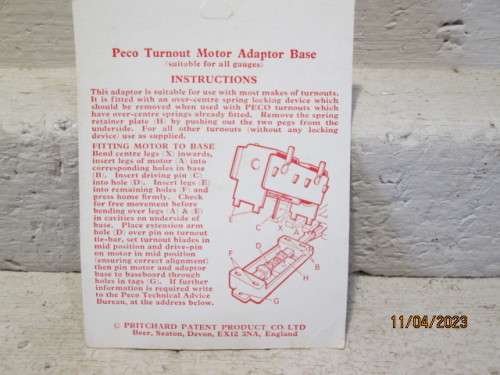 Peco Turnout Motor Adaptor Base
(suitable for all gauges)
INSTRUCTIONS
This adaptor is suitable for use with most makes of turnouts.
It is fitted with an over-centre spring locking device which
should be removed when used with PECO turnouts which
have over-centre springs already fitted. Remove the spring
retainer plate (H) by pushing out the two pegs from the
underside. For all other turnouts (without any locking
device) use as supplied.
FITTING MOTOR TO BASE
Bend centre legs (X) inwards,
insert legs of motor (A) into
corresponding holes in base
(B). Insert driving pin (C)
into hole (D). Insert legs (E)
into remaining holes (F) and
press home firmly. Check
for free movement before
bending over legs (A & E)
in cavities on underside of
base. Place extension arm
hole (D) over pin on turnout
tie-bar, set turnout blades in
mid position and drive-pin
on motor in mid position
(ensuring correct alignment)
then pin motor and adaptor
base to baseboard through
holes in tags (G). If further
information is required write
to the Peco Technical Advice
Bureau, at the address below.
C
D
A
F
E
B
H
G
© PRITCHARD PATENT PRODUCT CO LTD
Beer, Seaton, Devon, EX12 3NA, England
11/04/2023